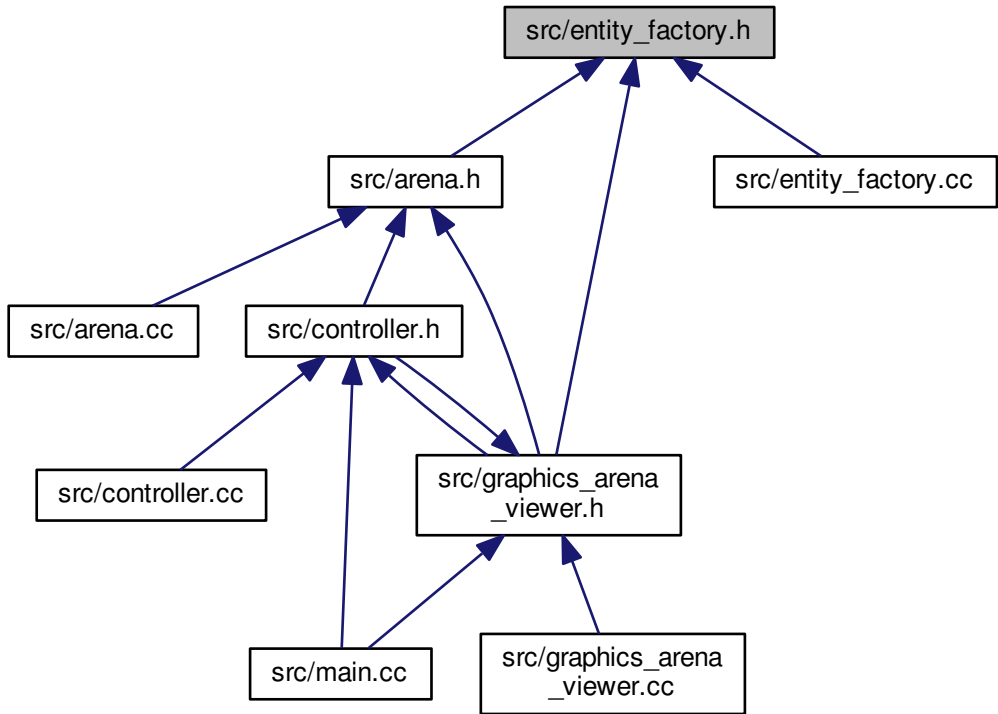 src/entity_factory.h
src/arena.h
src/entity_factory.cc
src/arena.cc
src/controller.h
src/controller.cc
src/graphics_arena
_viewer.h
src/main.cc
src/graphics_arena
_viewer.cc